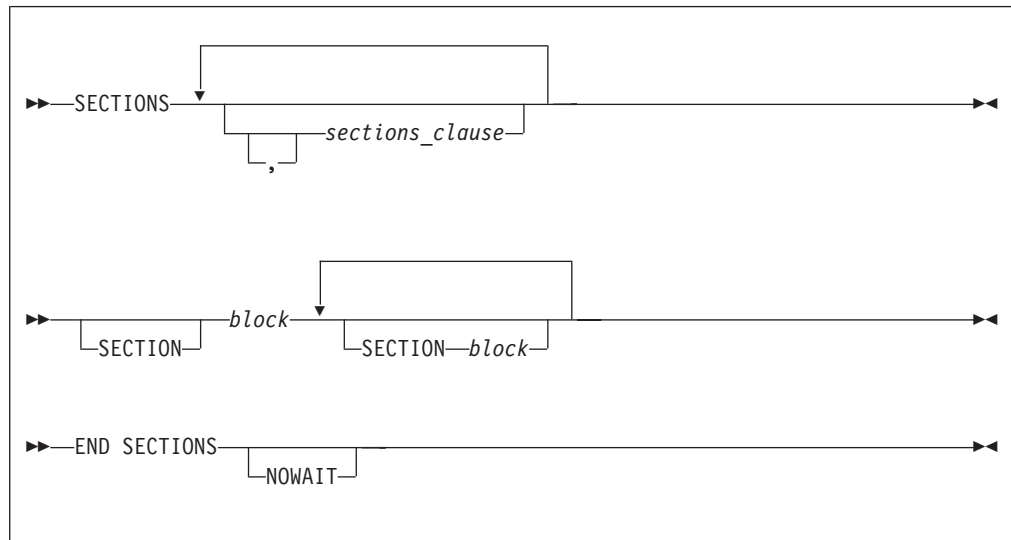 SECTIONS
sections_clause
,
block
SECTION
SECTION block
END SECTIONS
NOWAIT